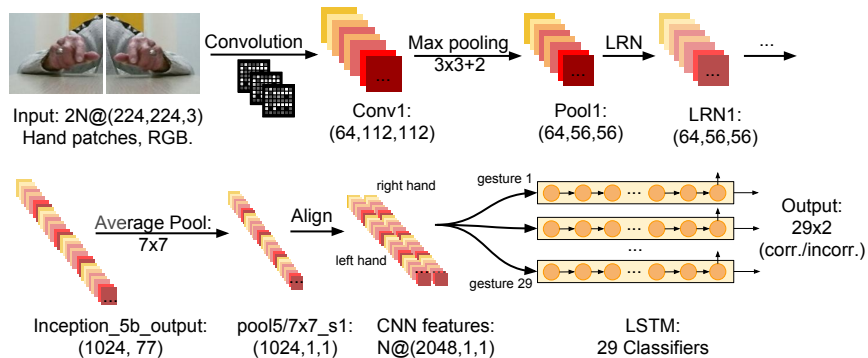 Convolution
Max pooling
3x3+2
LRN
...
Input: 2N@(224,224,3)
Hand patches, RGB.
...
Conv1:
(64,112,112)
...
Pool1:
(64,56,56)
...
LRN1:
(64,56,56)
Average Pool:
7x7
Align
right hand
left hand
gesture 1
...
...
...
gesture 29
...
Output:
29x2
(corr./incorr.)
...
Inception_5b_output:
(1024, 77)
...
pool5/7x7_s1:
(1024,1,1)
... ...
CNN features:
N@(2048,1,1)
LSTM:
29 Classifiers